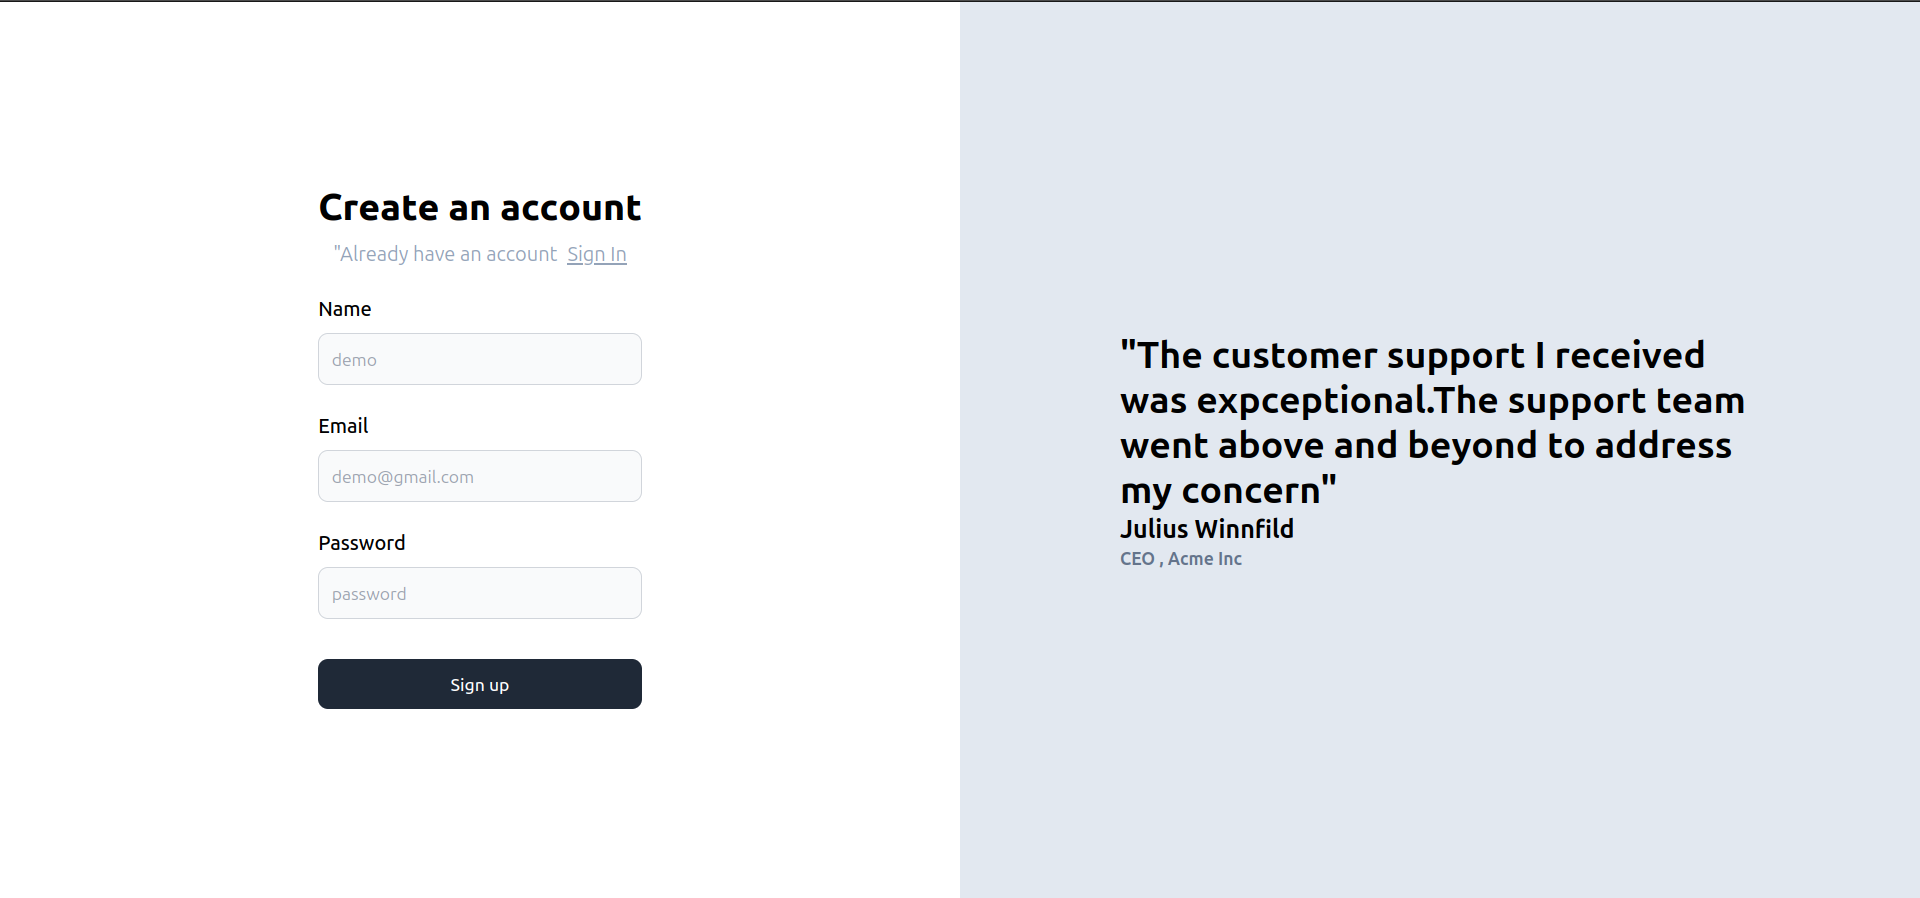 Create an account
"Already have an account Sign In
Name
demo
Email
demo@gmail.com
Password
password
Sign up
"The customer support I received
was expceptional.The support team
went above and beyond to address
my concern"
Julius Winnfild
CEO , Acme Inc